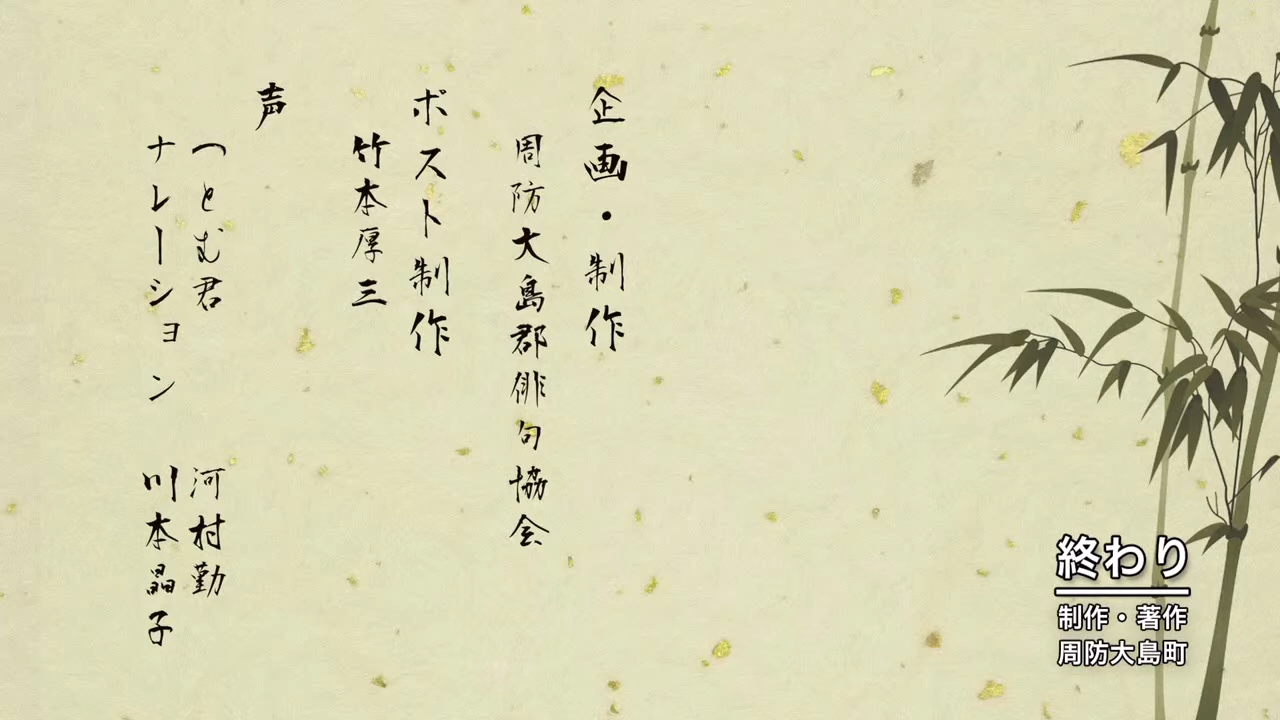 企画・制作
周防大島郡俳句協会
ポスト制作
竹本厚三
声
へとむ君 河村勤
ナレーション 川本晶子
終わり
制作・著作
周防大島町